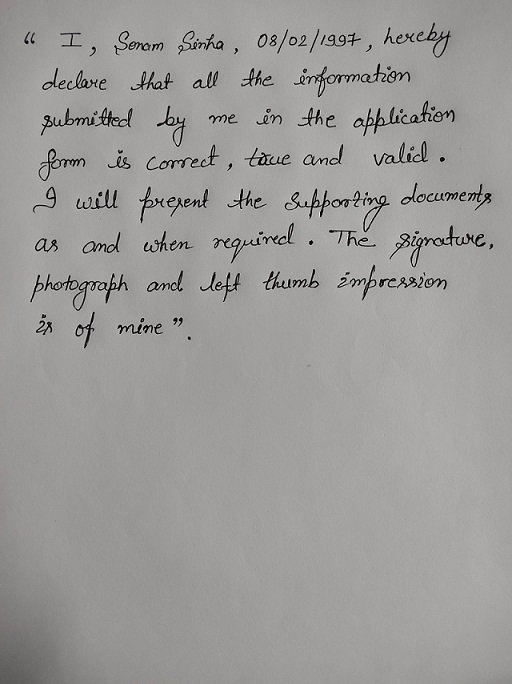 “ I, Sonam Sinha, 08/02/1997, hereby
declare that all the information
submitted by me in the application
form is correct, true and valid.
I will present the supporting documents
as and when required. The signature,
photograph and left thumb impression
is of mine”.